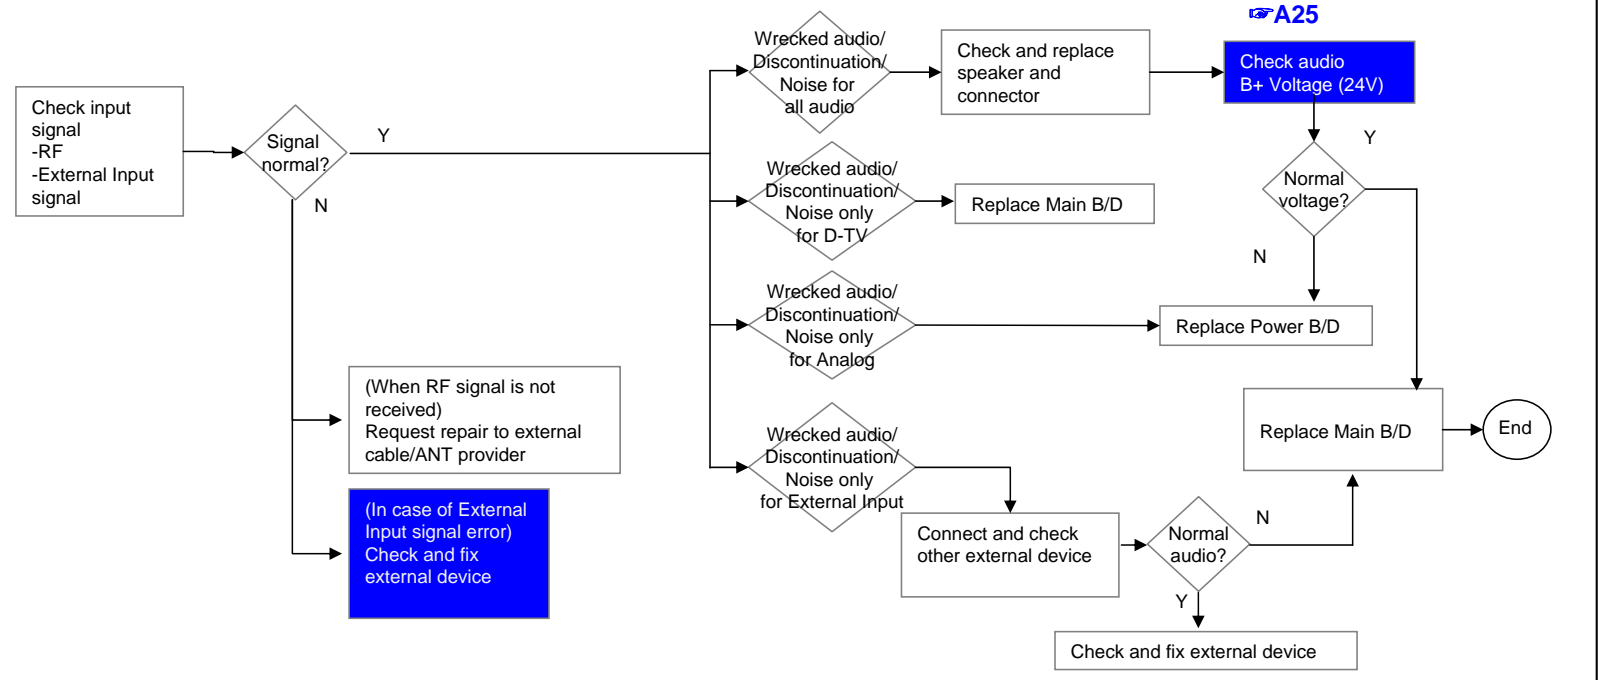 ☞A25
Check input
signal
-RF
-External Input
signal
Signal
normal?
Y
N
(When RF signal is not
received)
Request repair to external
cable/ANT provider
(In case of External
Input signal error)
Check and fix
external device
Wrecked audio/
Discontinuation/
Noise for
all audio
Check and replace
speaker and
connector
Check audio
B+ Voltage (24V)
Normal
voltage?
Y
N
Wrecked audio/
Discontinuation/
Noise only
for D-TV
Replace Main B/D
Wrecked audio/
Discontinuation/
Noise only
for Analog
Replace Power B/D
Wrecked audio/
Discontinuation/
Noise only
for External Input
Connect and check
other external device
Normal
audio?
N
Y
Check and fix external device
Replace Main B/D
End